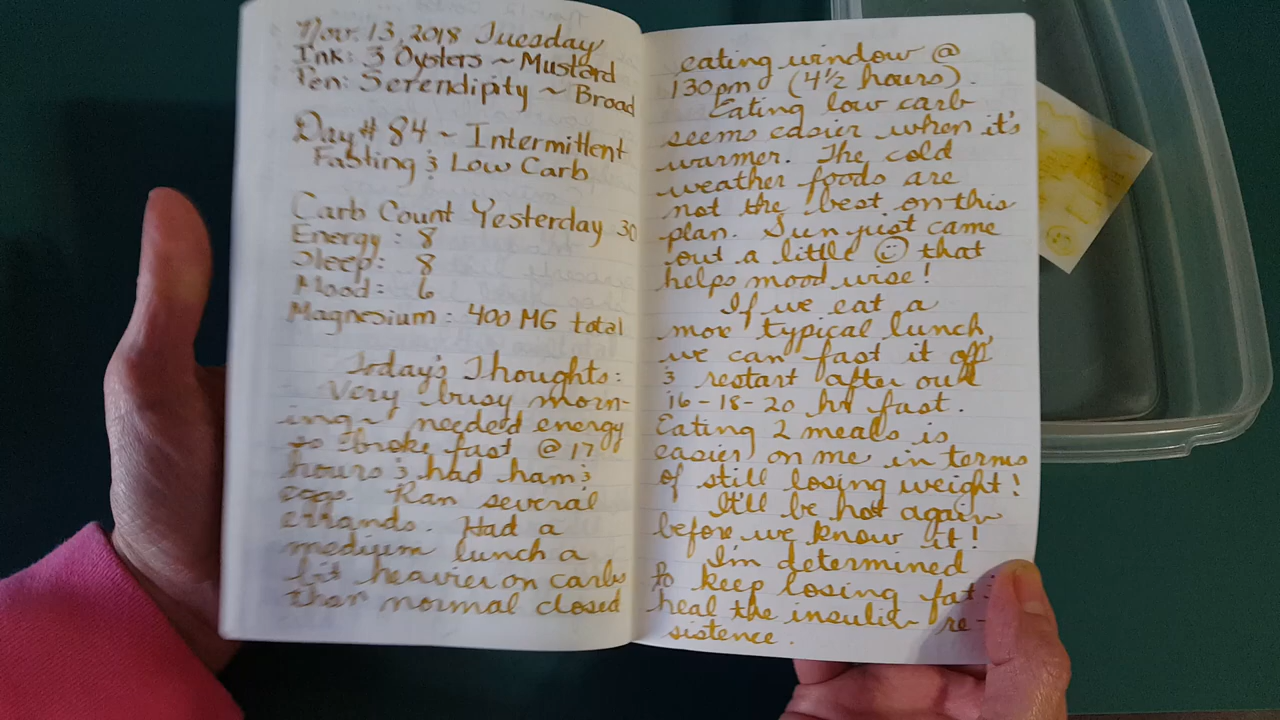 Nov. 13, 2018 Tuesday
Ink: 3 Oysters ~ Mustard
Pen: Serendipity ~ Broad
Day# 84 ~ Intermittent
Fasting & Low Carb
Carb Count Yesterday 30
Energy: 8
Sleep: 8
Mood: 6
Magnesium: 400 MG total
Today's Thoughts:
Very busy morn-
ing ~ needed energy
so broke fast @ 17
hours & had ham &
eggs. Ran several
errands. Had a
medium lunch a
bit heavier on carbs
than normal closed
eating window @
130pm (4½ hours).
Eating low carb
seems easier when it's
warmer. The cold
weather foods are
not the best on this
plan. Sun just came
out a little ☺ that
helps mood wise!
If we eat a
more typical lunch,
we can fast it off
& restart after our
16-18-20 hr fast.
Eating 2 meals is
easier on me in terms
of still losing weight!
It'll be hot again
before we know it!
I'm determined
to keep losing fat &
heal the insulin re-
sistence.